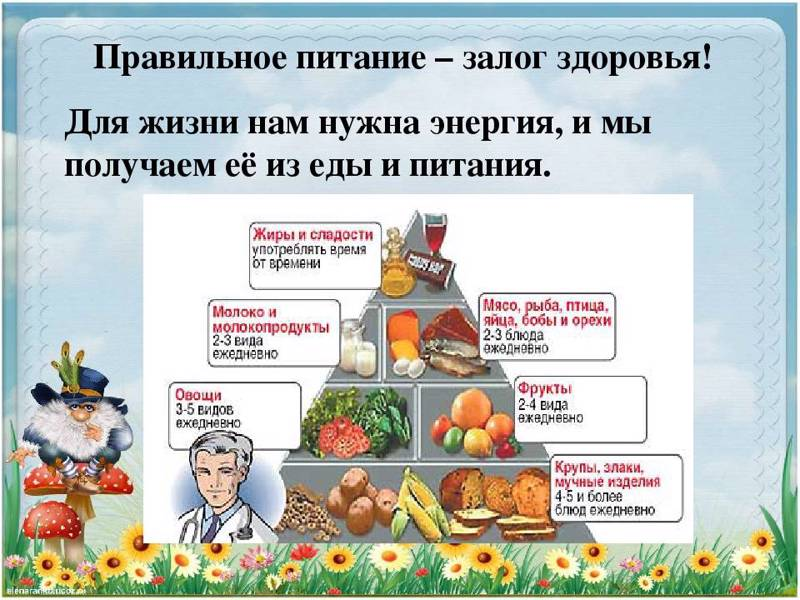 Правильное питание – залог здоровья!
Для жизни нам нужна энергия, и мы
получаем её из еды и питания.
Жиры и сладости
употреблять время
от времени
Молоко и
молокопродукты
2-3 вида
ежедневно
Мясо, рыба, птица,
яйца, бобы и орехи
2-3 блюда
ежедневно
Овощи
3-5 видов
ежедневно
Фрукты
2-4 вида
ежедневно
Крупы, злаки,
мучные изделия
4-5 и более
блюд ежедневно